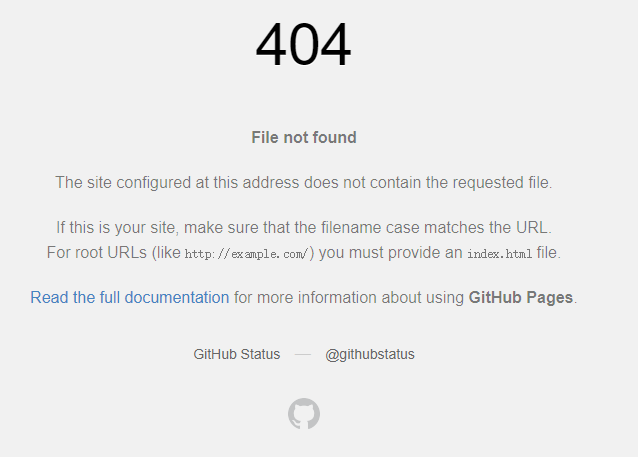 404
File not found
The site configured at this address does not contain the requested file.
If this is your site, make sure that the filename case matches the URL.
For root URLs (like http://example.com/) you must provide an index.html file.
Read the full documentation for more information about using GitHub Pages.
GitHub Status — @githubstatus